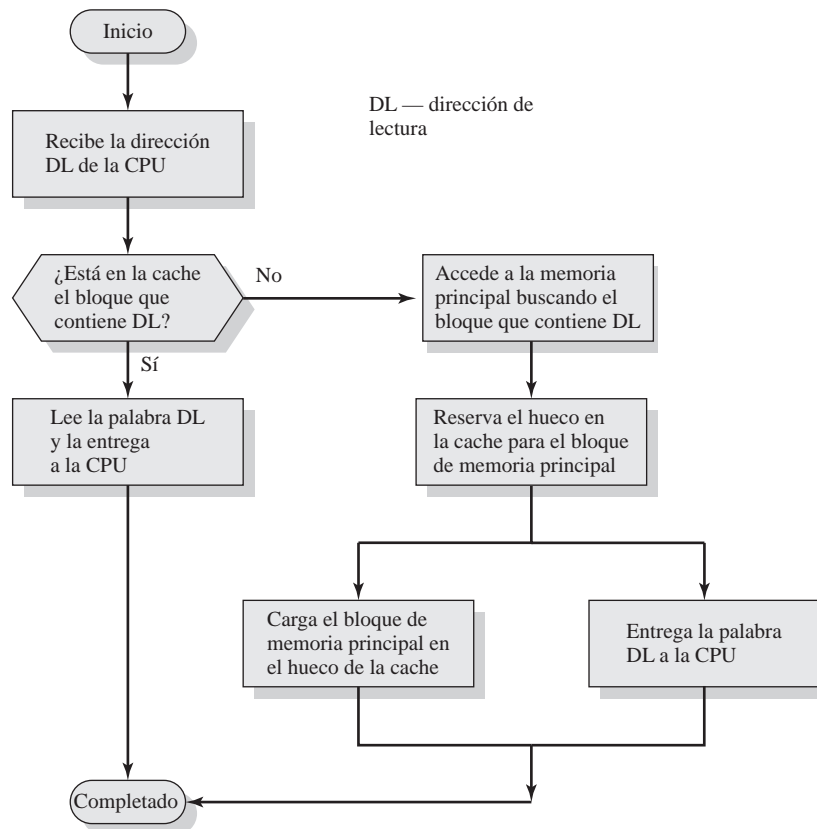 Inicio
DL — dirección de
lectura
Recibe la dirección
DL de la CPU
¿Está en la cache
el bloque que
contiene DL?
No
Accede a la memoria
principal buscando el
bloque que contiene DL
Sí
Lee la palabra DL
y la entrega
a la CPU
Reserva el hueco en
la cache para el bloque
de memoria principal
Carga el bloque de
memoria principal en
el hueco de la cache
Entrega la palabra
DL a la CPU
Completado